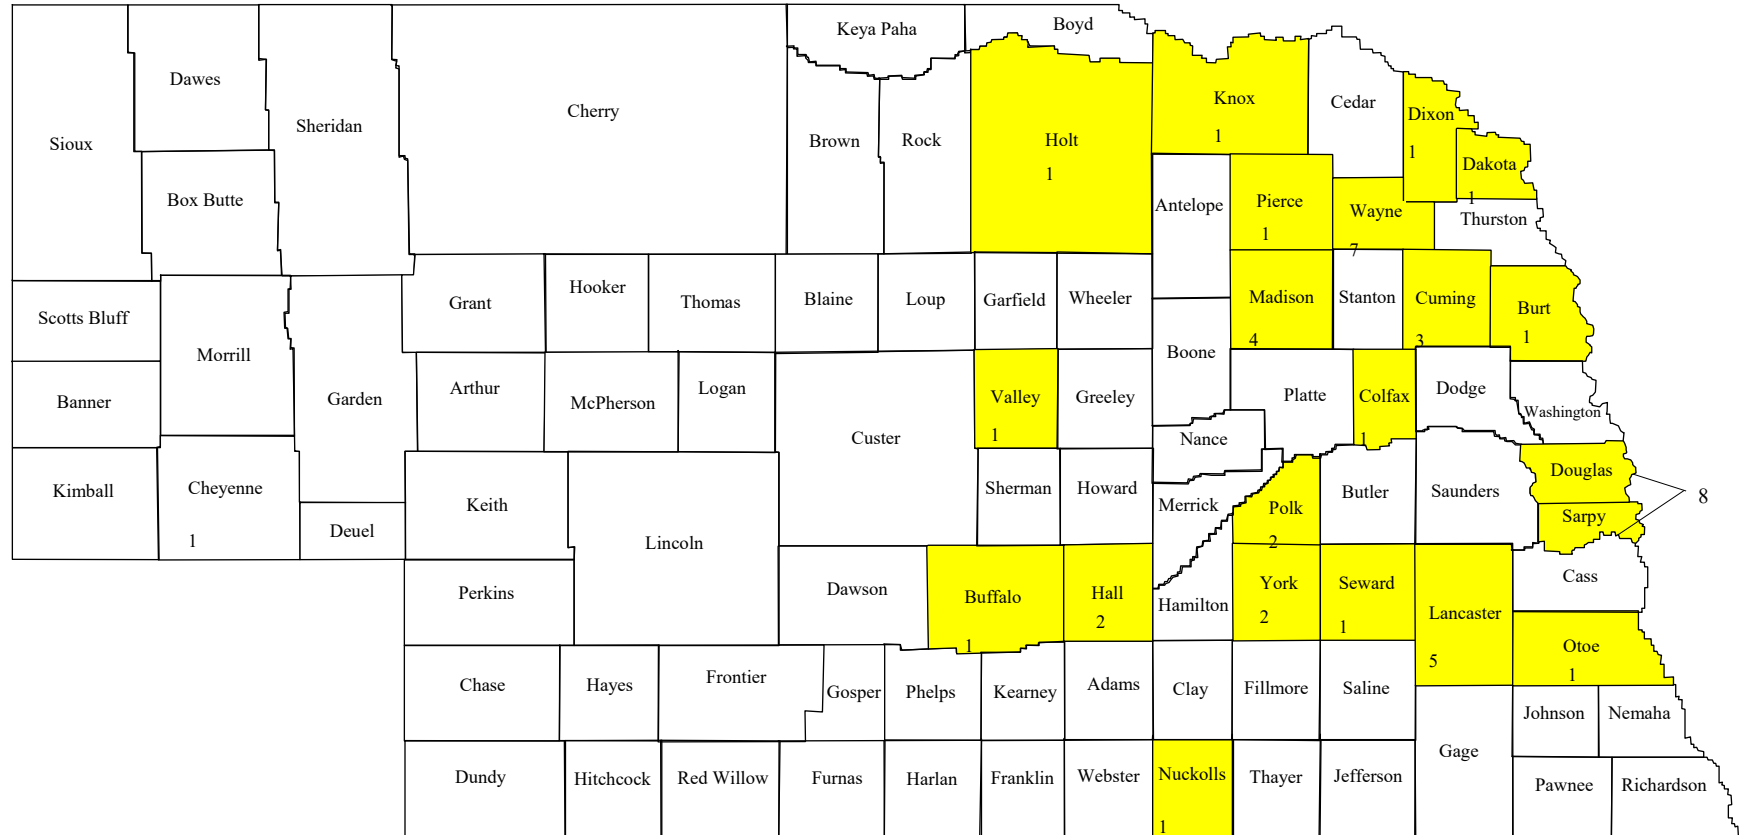 Keya Paha
Boyd
Dawes
Sioux
Sheridan
Cherry
Brown
Rock
Holt
1
Knox
1
Cedar
Dixon
1
Dakota
1
Box Butte
Antelope
Pierce
1
Wayne
7
Thurston
Scotts Bluff
Grant
Hooker
Thomas
Blaine
Loup
Garfield
Wheeler
Madison
4
Stanton
Cuming
3
Burt
1
Morrill
Boone
Banner
Garden
Arthur
McPherson
Logan
Custer
Valley
1
Greeley
Platte
Colfax
1
Dodge
Washington
Nance
Kimball
Cheyenne
1
Deuel
Keith
Lincoln
Sherman
Howard
Merrick
Polk
2
Butler
Saunders
Douglas
Sarpy
8
Perkins
Dawson
Buffalo
1
Hall
2
Hamilton
York
2
Seward
1
Lancaster
5
Cass
Otoe
1
Chase
Hayes
Frontier
Gosper
Phelps
Kearney
Adams
Clay
Fillmore
Saline
Johnson
Nemaha
Gage
Dundy
Hitchcock
Red Willow
Furnas
Harlan
Franklin
Webster
Nuckolls
1
Thayer
Jefferson
Pawnee
Richardson